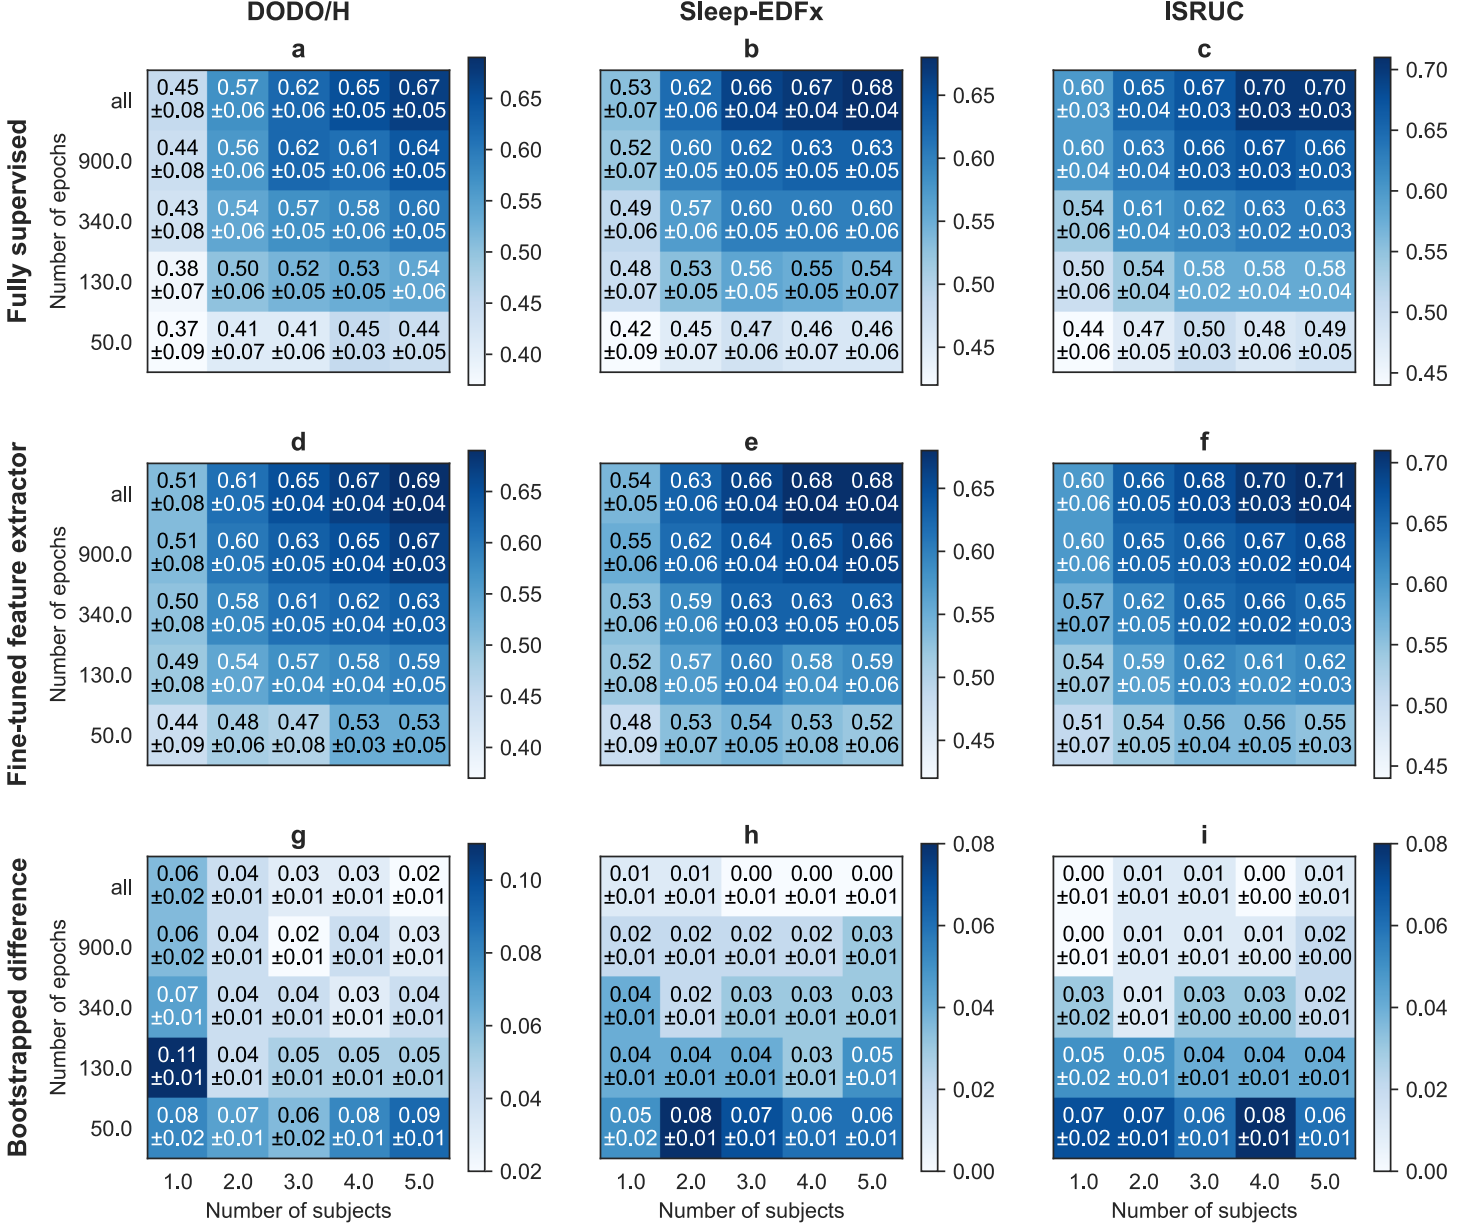 DODO/H Sleep-EDFx ISRUC
Fully supervised
Number of epochs
a
all 0.45 0.57 0.62 0.65 0.67
±0.08 ±0.06 ±0.06 ±0.05 ±0.05
900.0 0.44 0.56 0.62 0.61 0.64
±0.08 ±0.06 ±0.05 ±0.06 ±0.05
340.0 0.43 0.54 0.57 0.58 0.60
±0.08 ±0.06 ±0.05 ±0.06 ±0.05
130.0 0.38 0.50 0.52 0.53 0.54
±0.07 ±0.06 ±0.05 ±0.05 ±0.06
50.0 0.37 0.41 0.41 0.45 0.44
±0.09 ±0.07 ±0.06 ±0.03 ±0.05
0.65
0.60
0.55
0.50
0.45
0.40
b
0.53 0.62 0.66 0.67 0.68
±0.07 ±0.06 ±0.04 ±0.04 ±0.04
0.52 0.60 0.62 0.63 0.63
±0.07 ±0.05 ±0.05 ±0.05 ±0.05
0.49 0.57 0.60 0.60 0.60
±0.06 ±0.06 ±0.05 ±0.06 ±0.06
0.48 0.53 0.56 0.55 0.54
±0.07 ±0.05 ±0.05 ±0.05 ±0.07
0.42 0.45 0.47 0.46 0.46
±0.09 ±0.07 ±0.06 ±0.07 ±0.06
0.65
0.60
0.55
0.50
0.45
c
0.60 0.65 0.67 0.70 0.70
±0.03 ±0.04 ±0.03 ±0.03 ±0.03
0.60 0.63 0.66 0.67 0.66
±0.04 ±0.04 ±0.03 ±0.03 ±0.03
0.54 0.61 0.62 0.63 0.63
±0.06 ±0.04 ±0.03 ±0.02 ±0.03
0.50 0.54 0.58 0.58 0.58
±0.06 ±0.04 ±0.02 ±0.04 ±0.04
0.44 0.47 0.50 0.48 0.49
±0.06 ±0.05 ±0.03 ±0.06 ±0.05
0.70
0.65
0.60
0.55
0.50
0.45
Fine-tuned feature extractor
Number of epochs
d
all 0.51 0.61 0.65 0.67 0.69
±0.08 ±0.05 ±0.04 ±0.04 ±0.04
900.0 0.51 0.60 0.63 0.65 0.67
±0.08 ±0.05 ±0.05 ±0.04 ±0.03
340.0 0.50 0.58 0.61 0.62 0.63
±0.08 ±0.05 ±0.05 ±0.04 ±0.03
130.0 0.49 0.54 0.57 0.58 0.59
±0.08 ±0.07 ±0.04 ±0.04 ±0.05
50.0 0.44 0.48 0.47 0.53 0.53
±0.09 ±0.06 ±0.08 ±0.03 ±0.05
0.65
0.60
0.55
0.50
0.45
0.40
e
0.54 0.63 0.66 0.68 0.68
±0.05 ±0.06 ±0.04 ±0.04 ±0.04
0.55 0.62 0.64 0.65 0.66
±0.06 ±0.06 ±0.04 ±0.04 ±0.05
0.53 0.59 0.63 0.63 0.63
±0.06 ±0.06 ±0.03 ±0.05 ±0.05
0.52 0.57 0.60 0.58 0.59
±0.08 ±0.05 ±0.04 ±0.04 ±0.06
0.48 0.53 0.54 0.53 0.52
±0.09 ±0.07 ±0.05 ±0.08 ±0.06
0.65
0.60
0.55
0.50
0.45
f
0.60 0.66 0.68 0.70 0.71
±0.06 ±0.05 ±0.03 ±0.03 ±0.04
0.60 0.65 0.66 0.67 0.68
±0.06 ±0.05 ±0.03 ±0.02 ±0.04
0.57 0.62 0.65 0.66 0.65
±0.07 ±0.05 ±0.02 ±0.02 ±0.03
0.54 0.59 0.62 0.61 0.62
±0.07 ±0.05 ±0.03 ±0.02 ±0.03
0.51 0.54 0.56 0.56 0.55
±0.07 ±0.05 ±0.04 ±0.05 ±0.03
0.70
0.65
0.60
0.55
0.50
0.45
Bootstrapped difference
Number of epochs
g
all 0.06 0.04 0.03 0.03 0.02
±0.02 ±0.01 ±0.01 ±0.01 ±0.01
900.0 0.06 0.04 0.02 0.04 0.03
±0.02 ±0.01 ±0.01 ±0.01 ±0.01
340.0 0.07 0.04 0.04 0.03 0.04
±0.01 ±0.01 ±0.01 ±0.01 ±0.01
130.0 0.11 0.04 0.05 0.05 0.05
±0.01 ±0.01 ±0.01 ±0.01 ±0.01
50.0 0.08 0.07 0.06 0.08 0.09
±0.02 ±0.01 ±0.02 ±0.01 ±0.01
1.0 2.0 3.0 4.0 5.0
Number of subjects
0.10
0.08
0.06
0.04
0.02
h
0.01 0.01 0.00 0.00 0.00
±0.01 ±0.01 ±0.01 ±0.01 ±0.01
0.02 0.02 0.02 0.02 0.03
±0.01 ±0.01 ±0.01 ±0.01 ±0.01
0.04 0.02 0.03 0.03 0.03
±0.01 ±0.01 ±0.01 ±0.01 ±0.01
0.04 0.04 0.04 0.03 0.05
±0.01 ±0.01 ±0.01 ±0.01 ±0.01
0.05 0.08 0.07 0.06 0.06
±0.02 ±0.01 ±0.01 ±0.01 ±0.01
1.0 2.0 3.0 4.0 5.0
Number of subjects
0.08
0.06
0.04
0.02
0.00
i
0.00 0.01 0.01 0.00 0.01
±0.01 ±0.01 ±0.01 ±0.00 ±0.01
0.00 0.01 0.01 0.01 0.02
±0.01 ±0.01 ±0.01 ±0.00 ±0.00
0.03 0.01 0.03 0.03 0.02
±0.02 ±0.01 ±0.00 ±0.00 ±0.01
0.05 0.05 0.04 0.04 0.04
±0.02 ±0.01 ±0.01 ±0.01 ±0.01
0.07 0.07 0.06 0.08 0.06
±0.02 ±0.01 ±0.01 ±0.01 ±0.01
1.0 2.0 3.0 4.0 5.0
Number of subjects
0.08
0.06
0.04
0.02
0.00